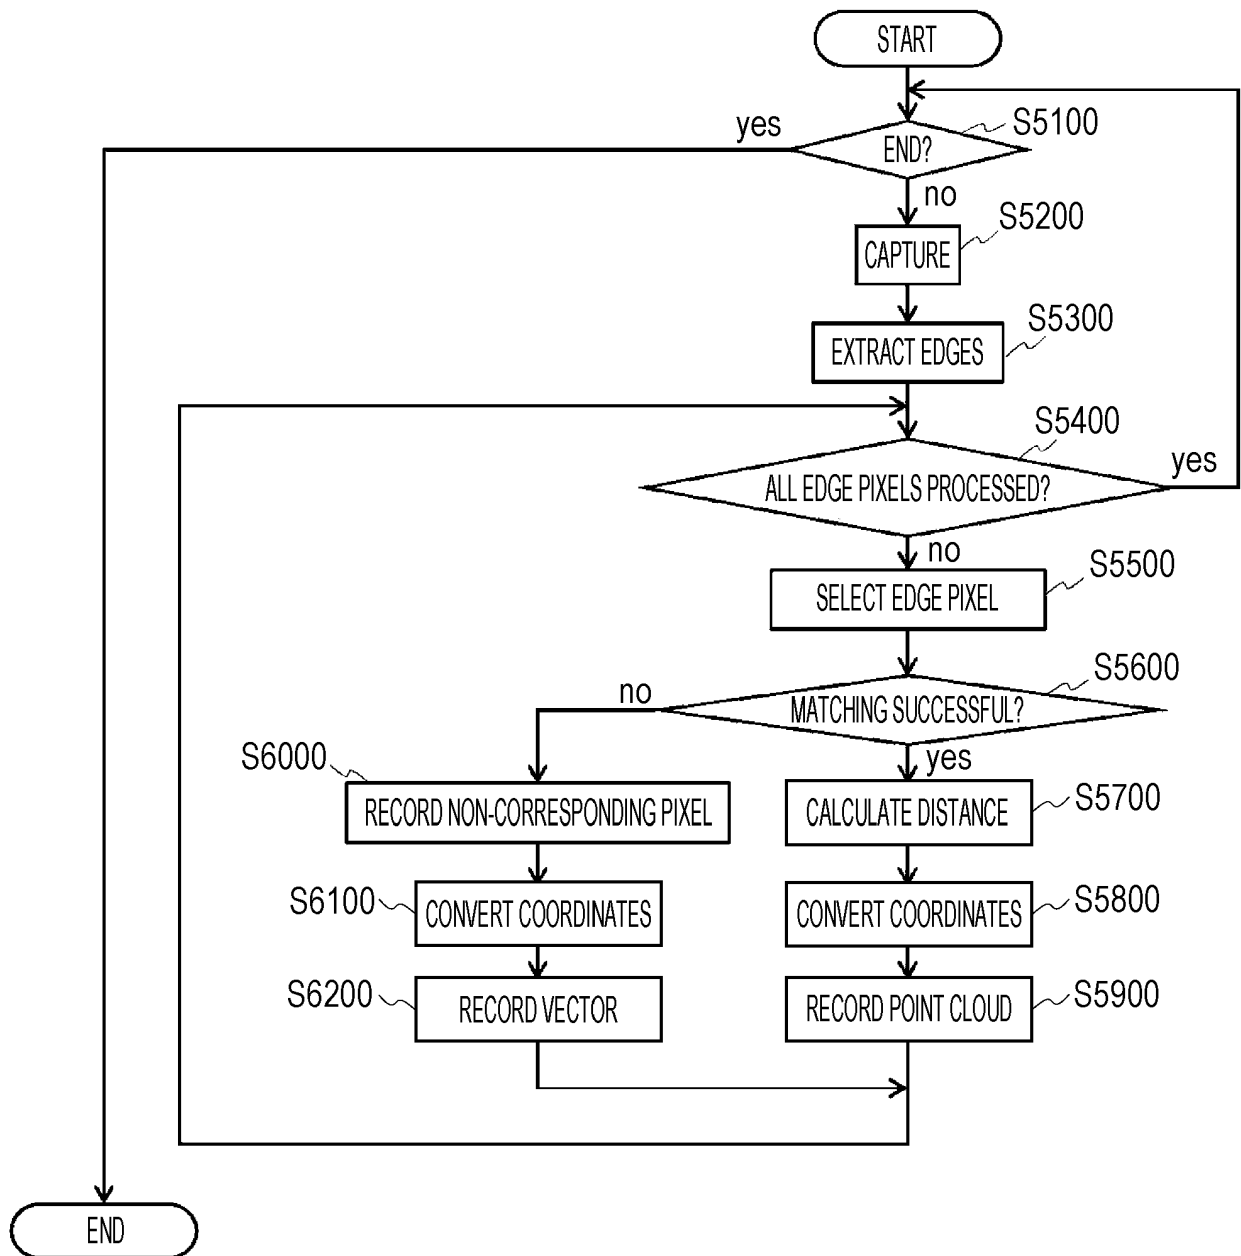 START
S5100
yes
END?
no
S5200
CAPTURE
S5300
EXTRACT EDGES
S5400
yes
ALL EDGE PIXELS PROCESSED?
no
S5500
SELECT EDGE PIXEL
S5600
no
MATCHING SUCCESSFUL?
yes
S6000
RECORD NON-CORRESPONDING PIXEL
CALCULATE DISTANCE
S5700
S6100
CONVERT COORDINATES
CONVERT COORDINATES
S5800
S6200
RECORD VECTOR
RECORD POINT CLOUD
S5900
END